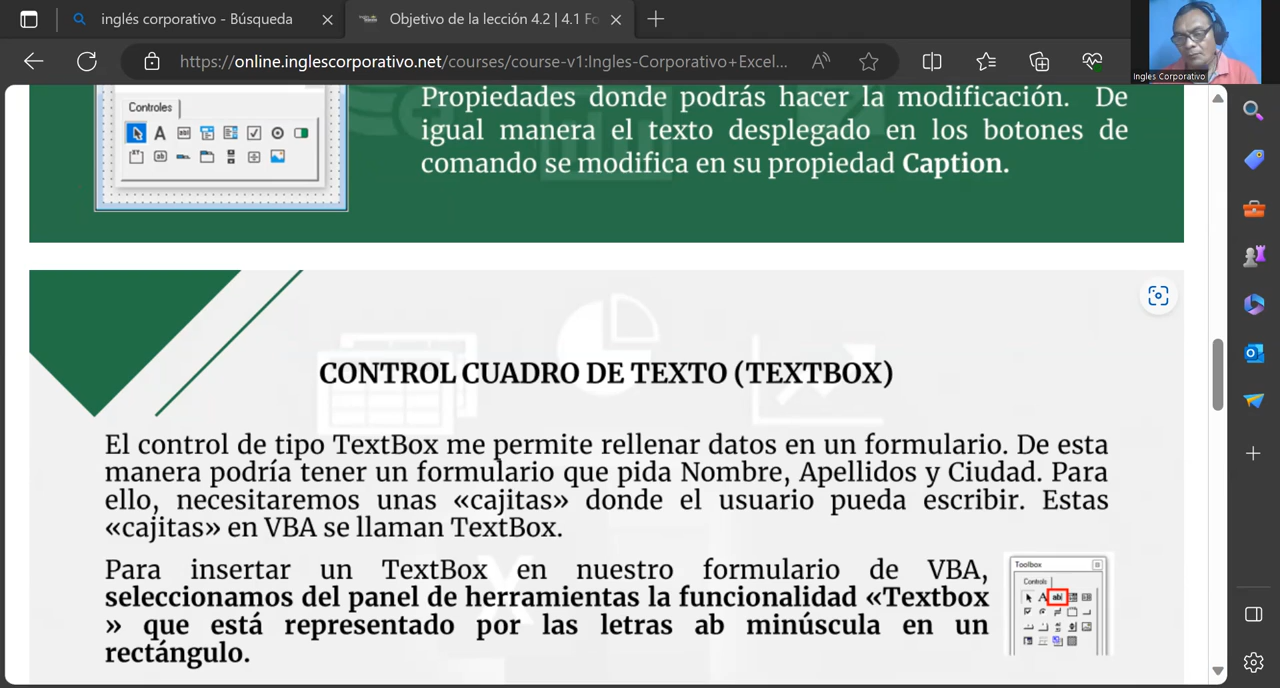 inglés corporativo - Búsqueda
Objetivo de la lección 4.2 | 4.1 Fo
https://online.inglescorporativo.net/courses/course-v1:Ingles-Corporativo+Excel...
Ingles Corporativo
Controles
Propiedades donde podrás hacer la modificación. De
igual manera el texto desplegado en los botones de
comando se modifica en su propiedad Caption.
CONTROL CUADRO DE TEXTO (TEXTBOX)
El control de tipo TextBox me permite rellenar datos en un formulario. De esta
manera podría tener un formulario que pida Nombre, Apellidos y Ciudad. Para
ello, necesitaremos unas «cajitas» donde el usuario pueda escribir. Estas
«cajitas» en VBA se llaman TextBox.
Para insertar un TextBox en nuestro formulario de VBA,
seleccionamos del panel de herramientas la funcionalidad «Textbox
» que está representado por las letras ab minúscula en un
rectángulo.
Toolbox
Controls
A abl